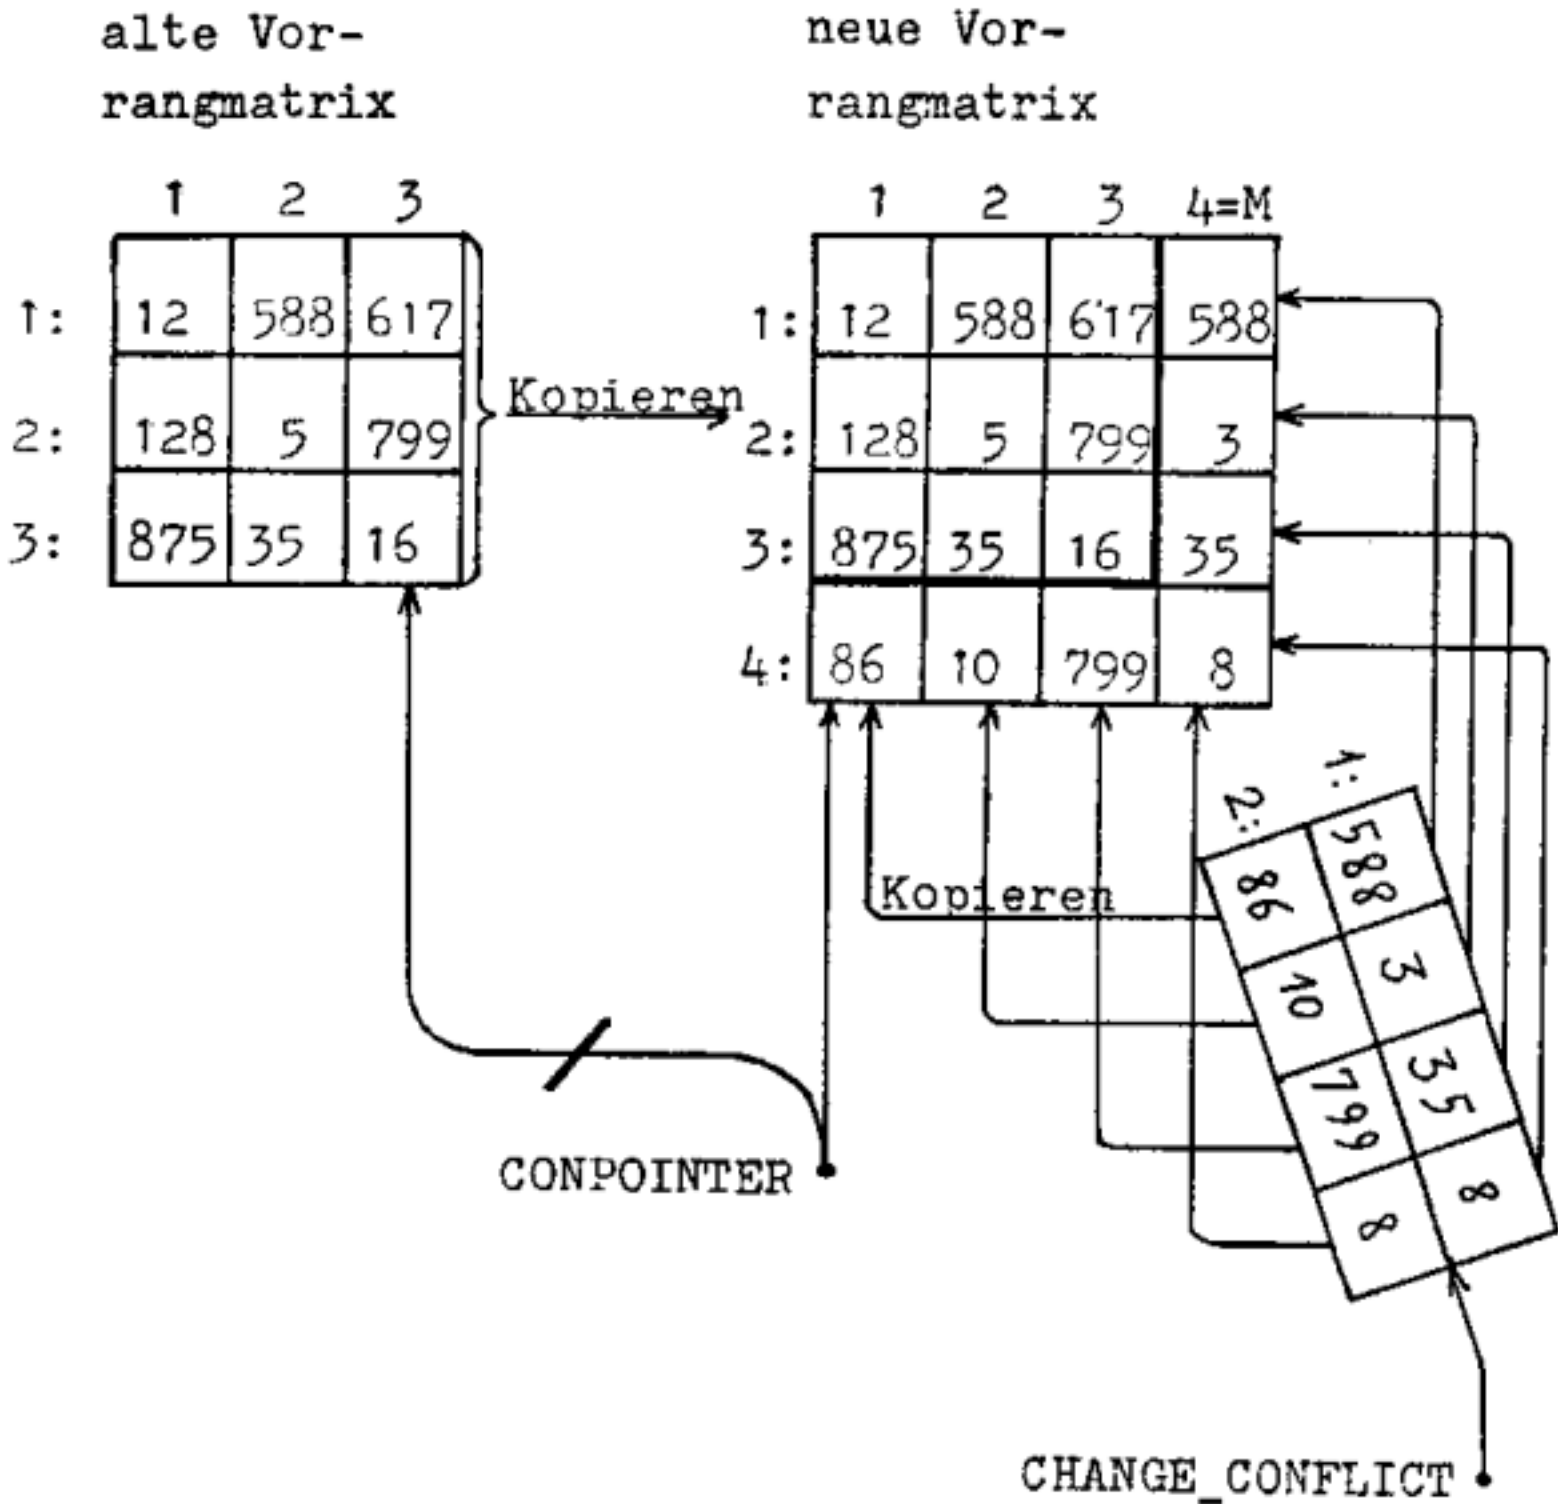 alte Vor-
rangmatrix
1 2 3
1: 12 588 617
2: 128 5 799
3: 875 35 16
Kopieren
neue Vor-
rangmatrix
1 2 3 4=M
1: 12 588 617 588
2: 128 5 799 3
3: 875 35 16 35
4: 86 10 799 8
Kopieren
1: 588 3 35 8
2: 86 10 799 8
CONPOINTER
CHANGE_CONFLICT